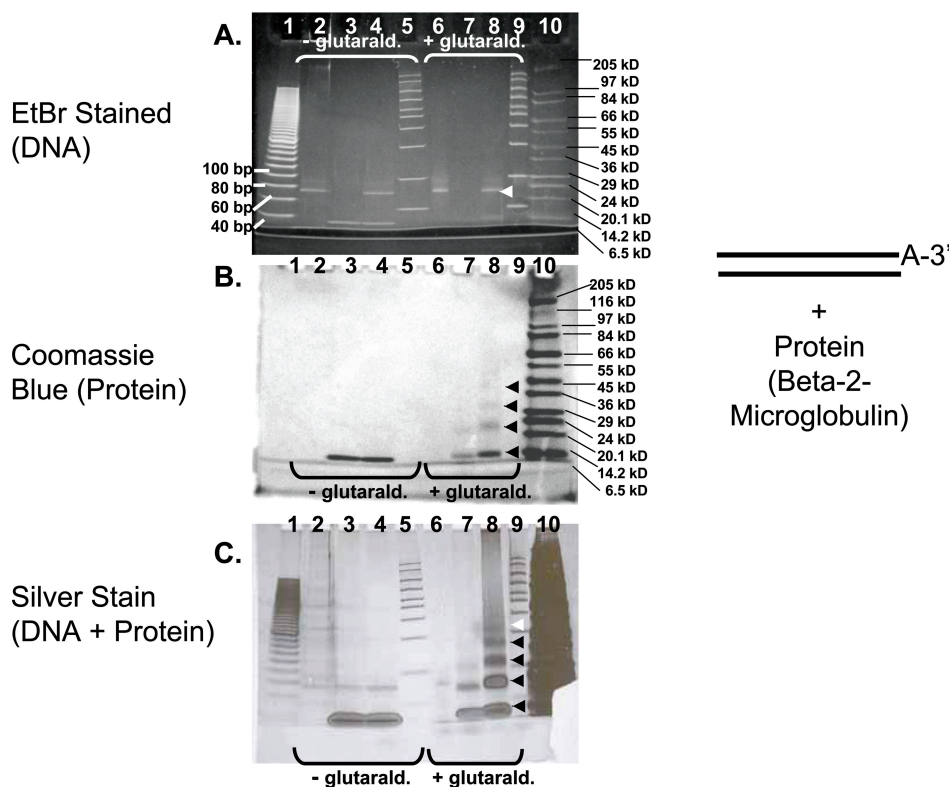 A.
1 2 3 4 5 6 7 8 9 10
- glutarald. + glutarald.
EtBr Stained
(DNA)
100 bp
80 bp
60 bp
40 bp
205 kD
97 kD
84 kD
66 kD
55 kD
45 kD
36 kD
29 kD
24 kD
20.1 kD
14.2 kD
6.5 kD
B.
1 2 3 4 5 6 7 8 9 10
Coomassie
Blue (Protein)
205 kD
116 kD
97 kD
84 kD
66 kD
55 kD
45 kD
36 kD
29 kD
24 kD
20.1 kD
14.2 kD
6.5 kD
- glutarald. + glutarald.
A-3'
+
Protein
(Beta-2-
Microglobulin)
C.
1 2 3 4 5 6 7 8 9 10
Silver Stain
(DNA + Protein)
- glutarald. + glutarald.